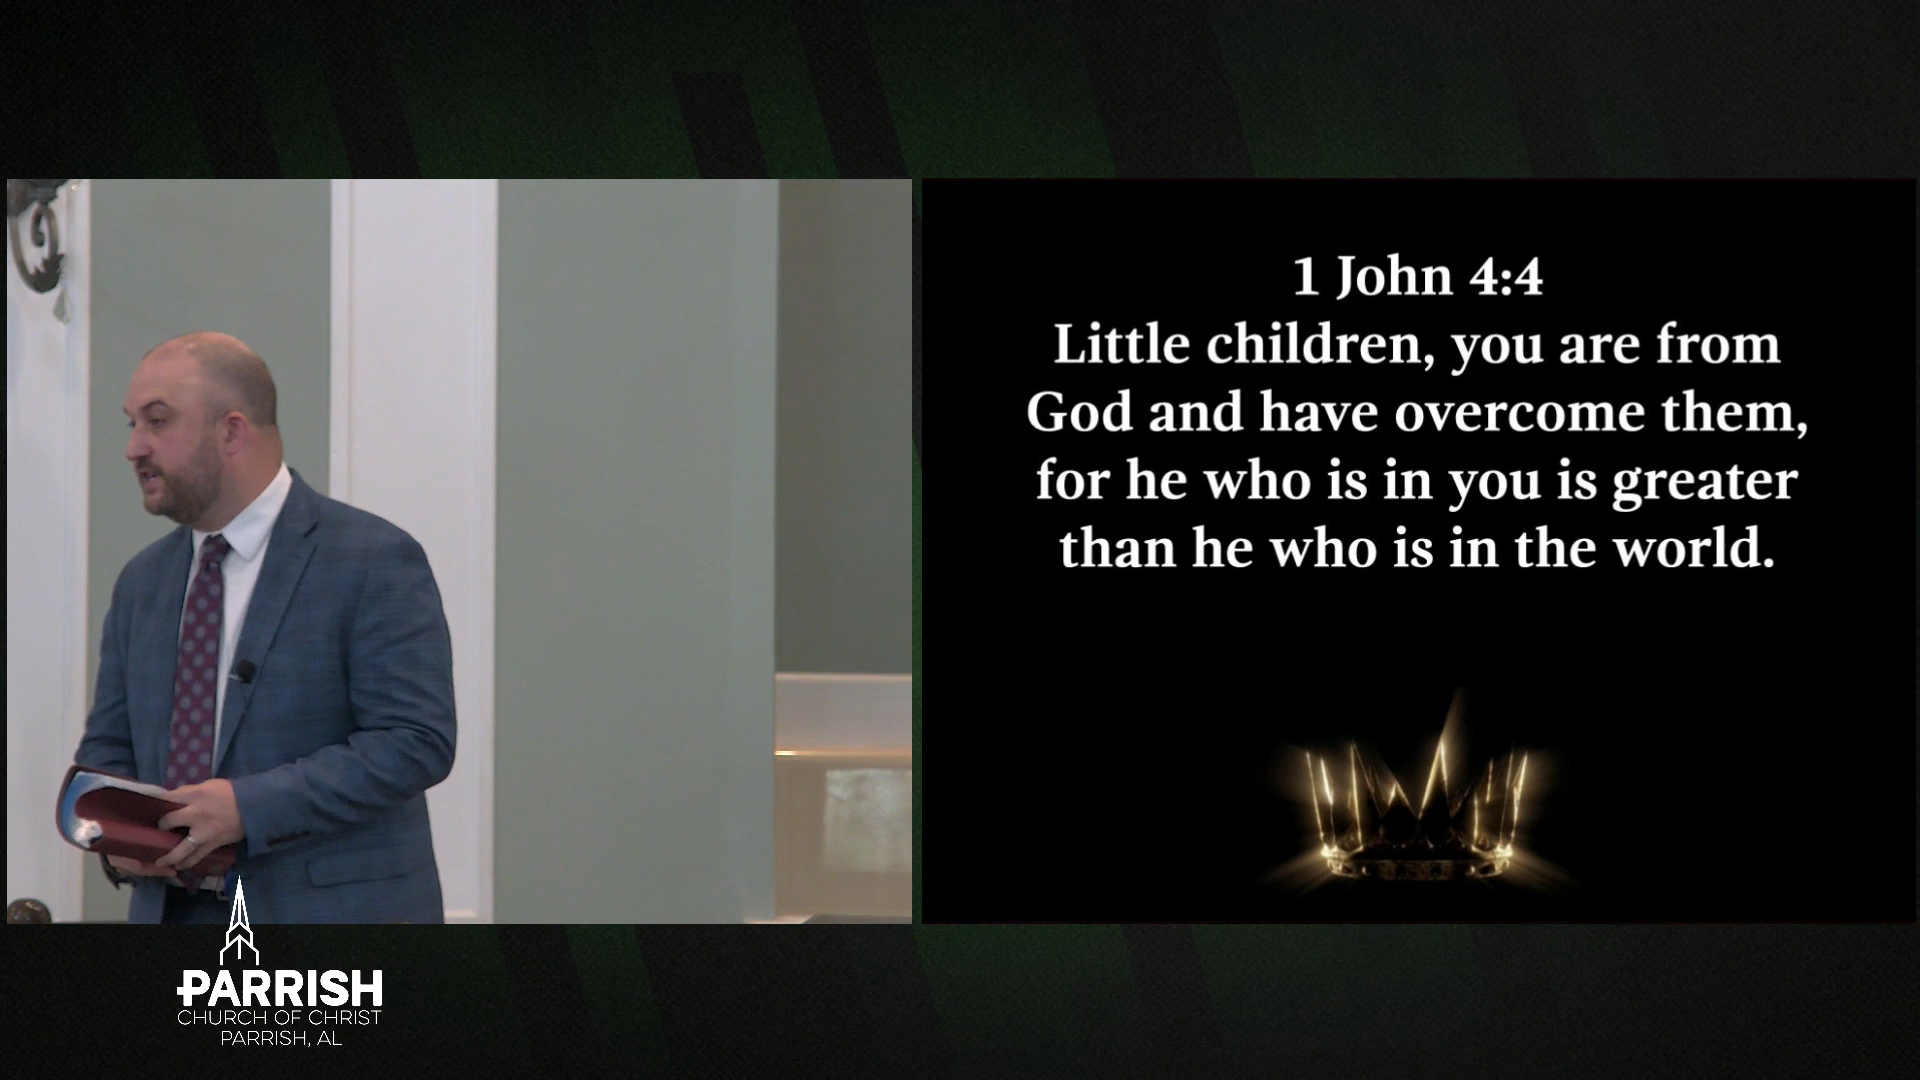 1 John 4:4
Little children, you are from
God and have overcome them,
for he who is in you is greater
than he who is in the world.
PARRISH
CHURCH OF CHRIST
PARRISH, AL